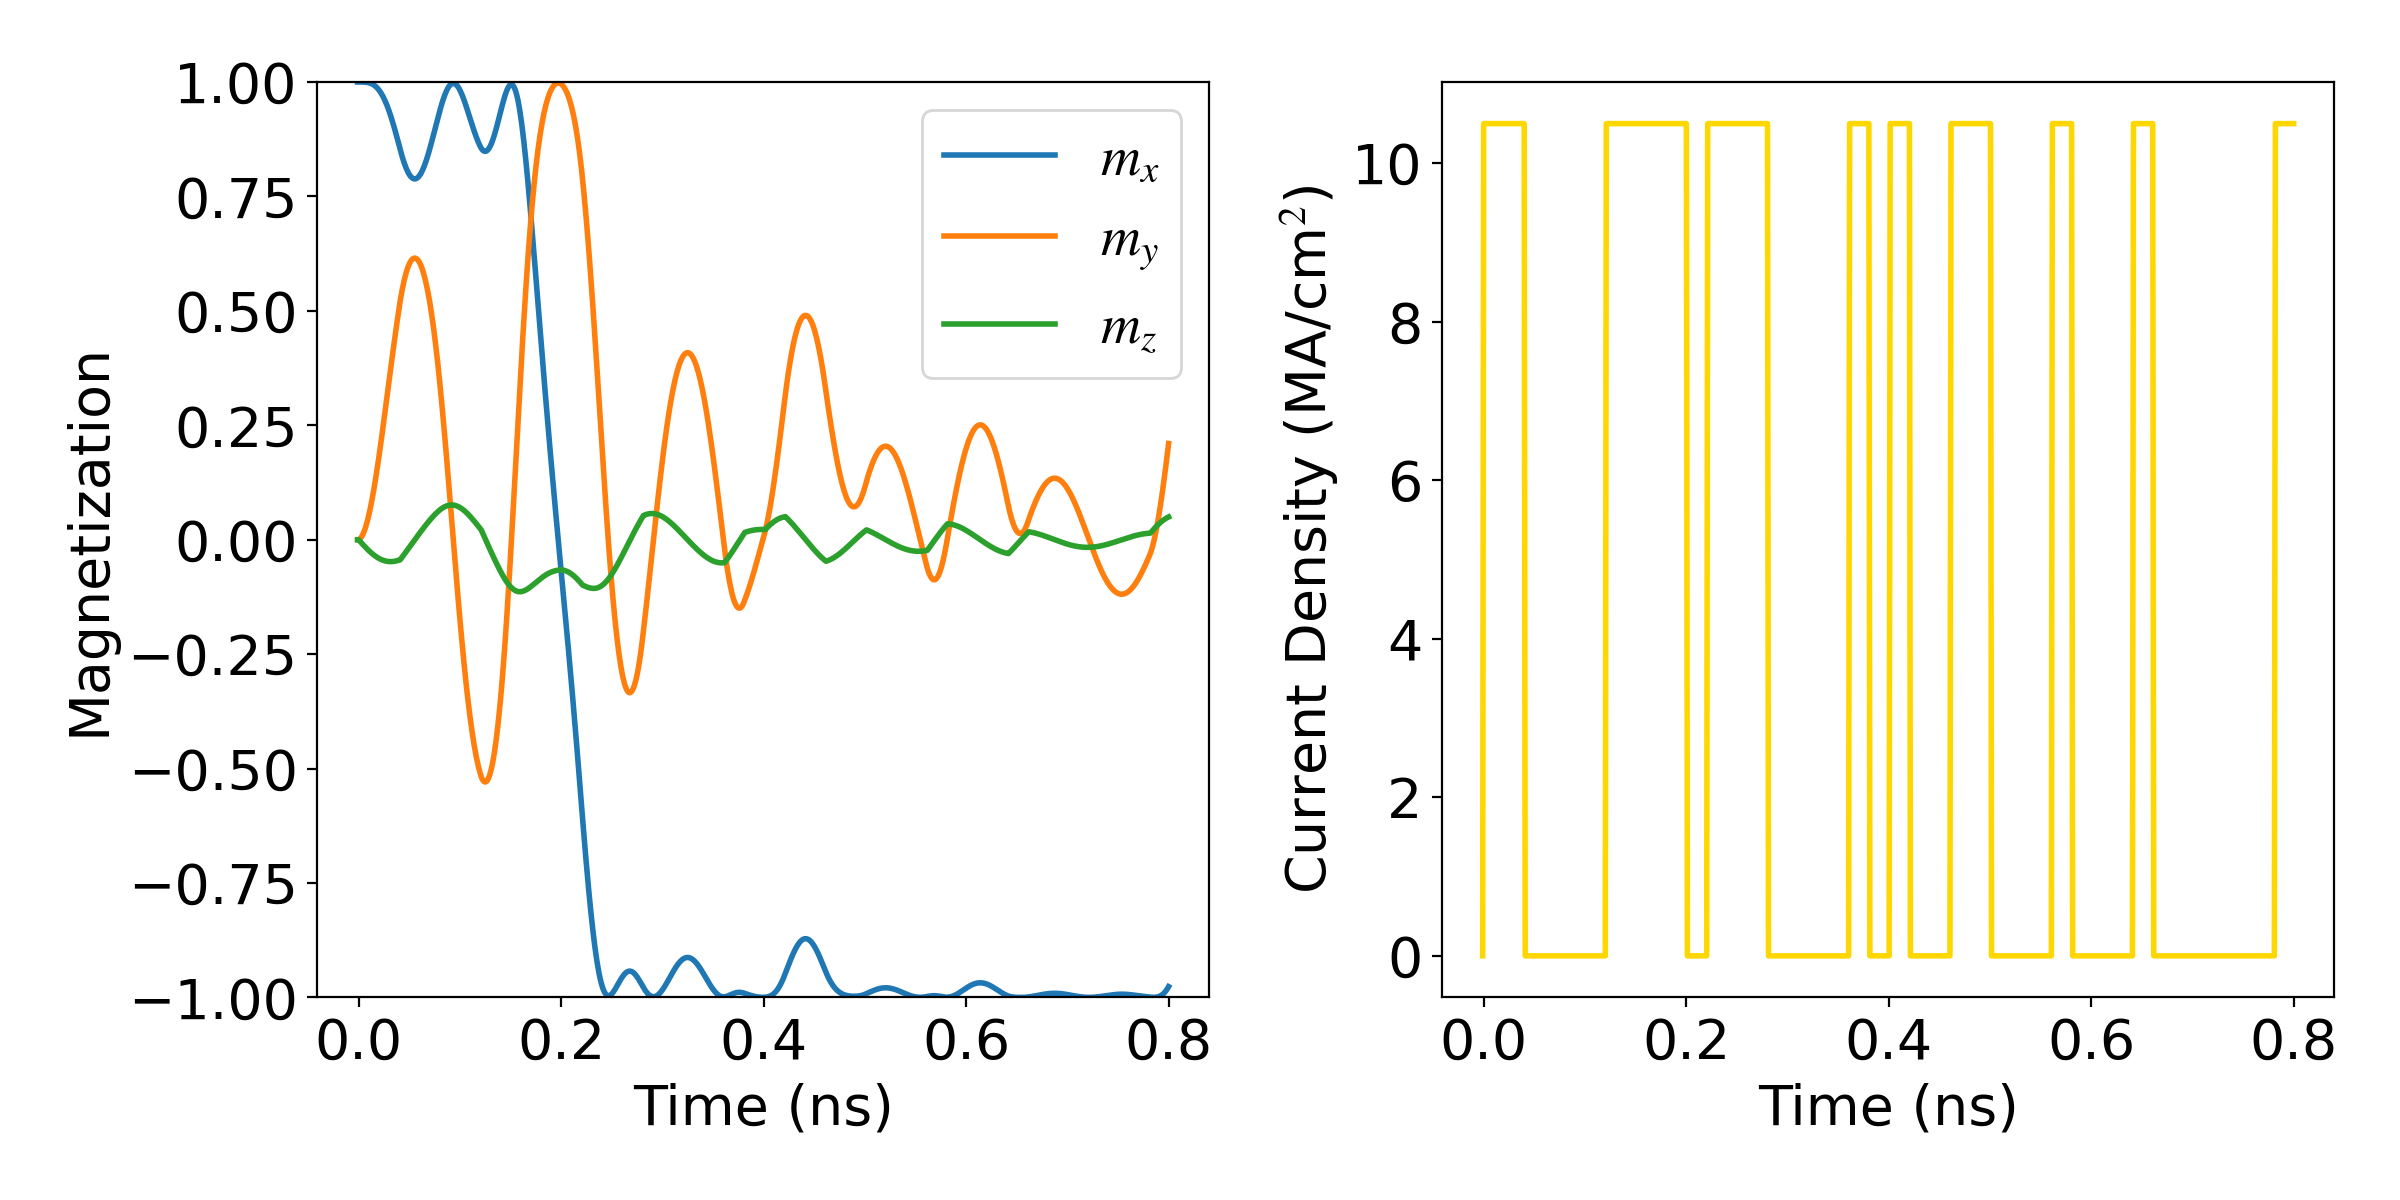 1.00
0.75
0.50
0.25
0.00
−0.25
−0.50
−0.75
−1.00
Magnetization
0.0 0.2 0.4 0.6 0.8
Time (ns)
m_x
m_y
m_z
10
8
6
4
2
0
Current Density (MA/cm²)
0.0 0.2 0.4 0.6 0.8
Time (ns)